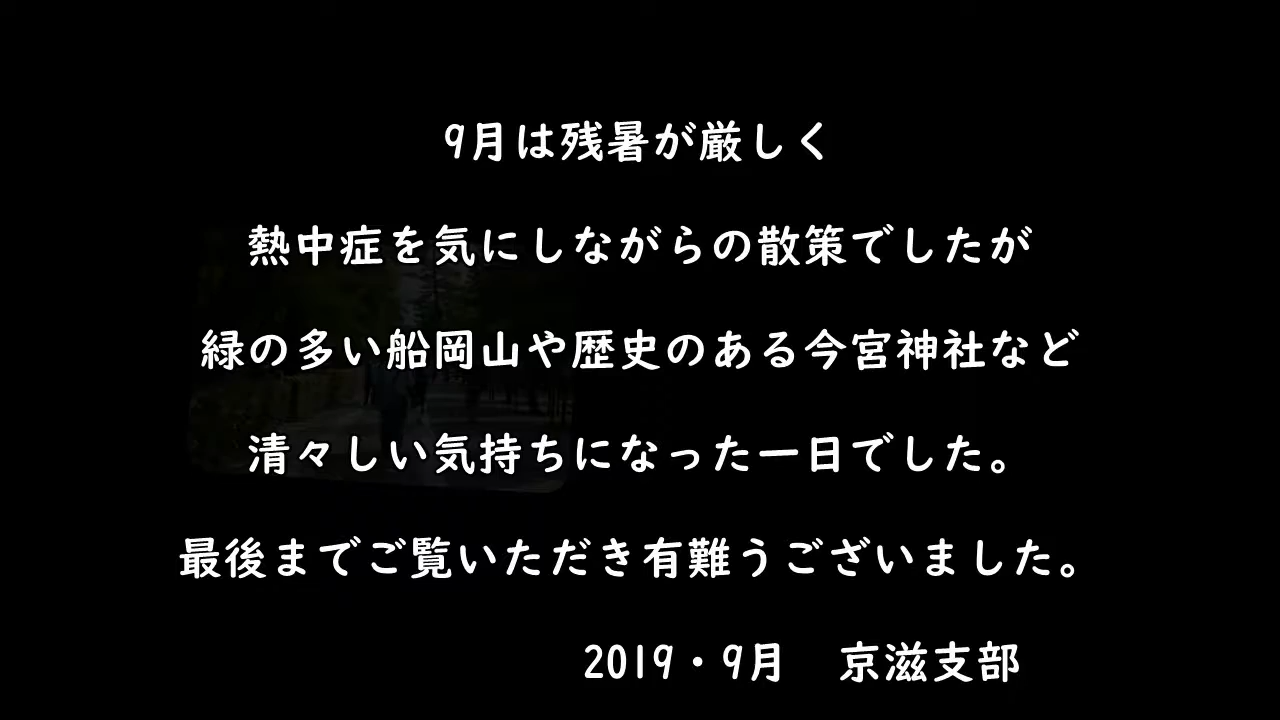 9月は残暑が厳しく
熱中症を気にしながらの散策でしたが
緑の多い船岡山や歴史のある今宮神社など
清々しい気持ちになった一日でした。
最後までご覧いただき有難うございました。
2019・9月　京滋支部